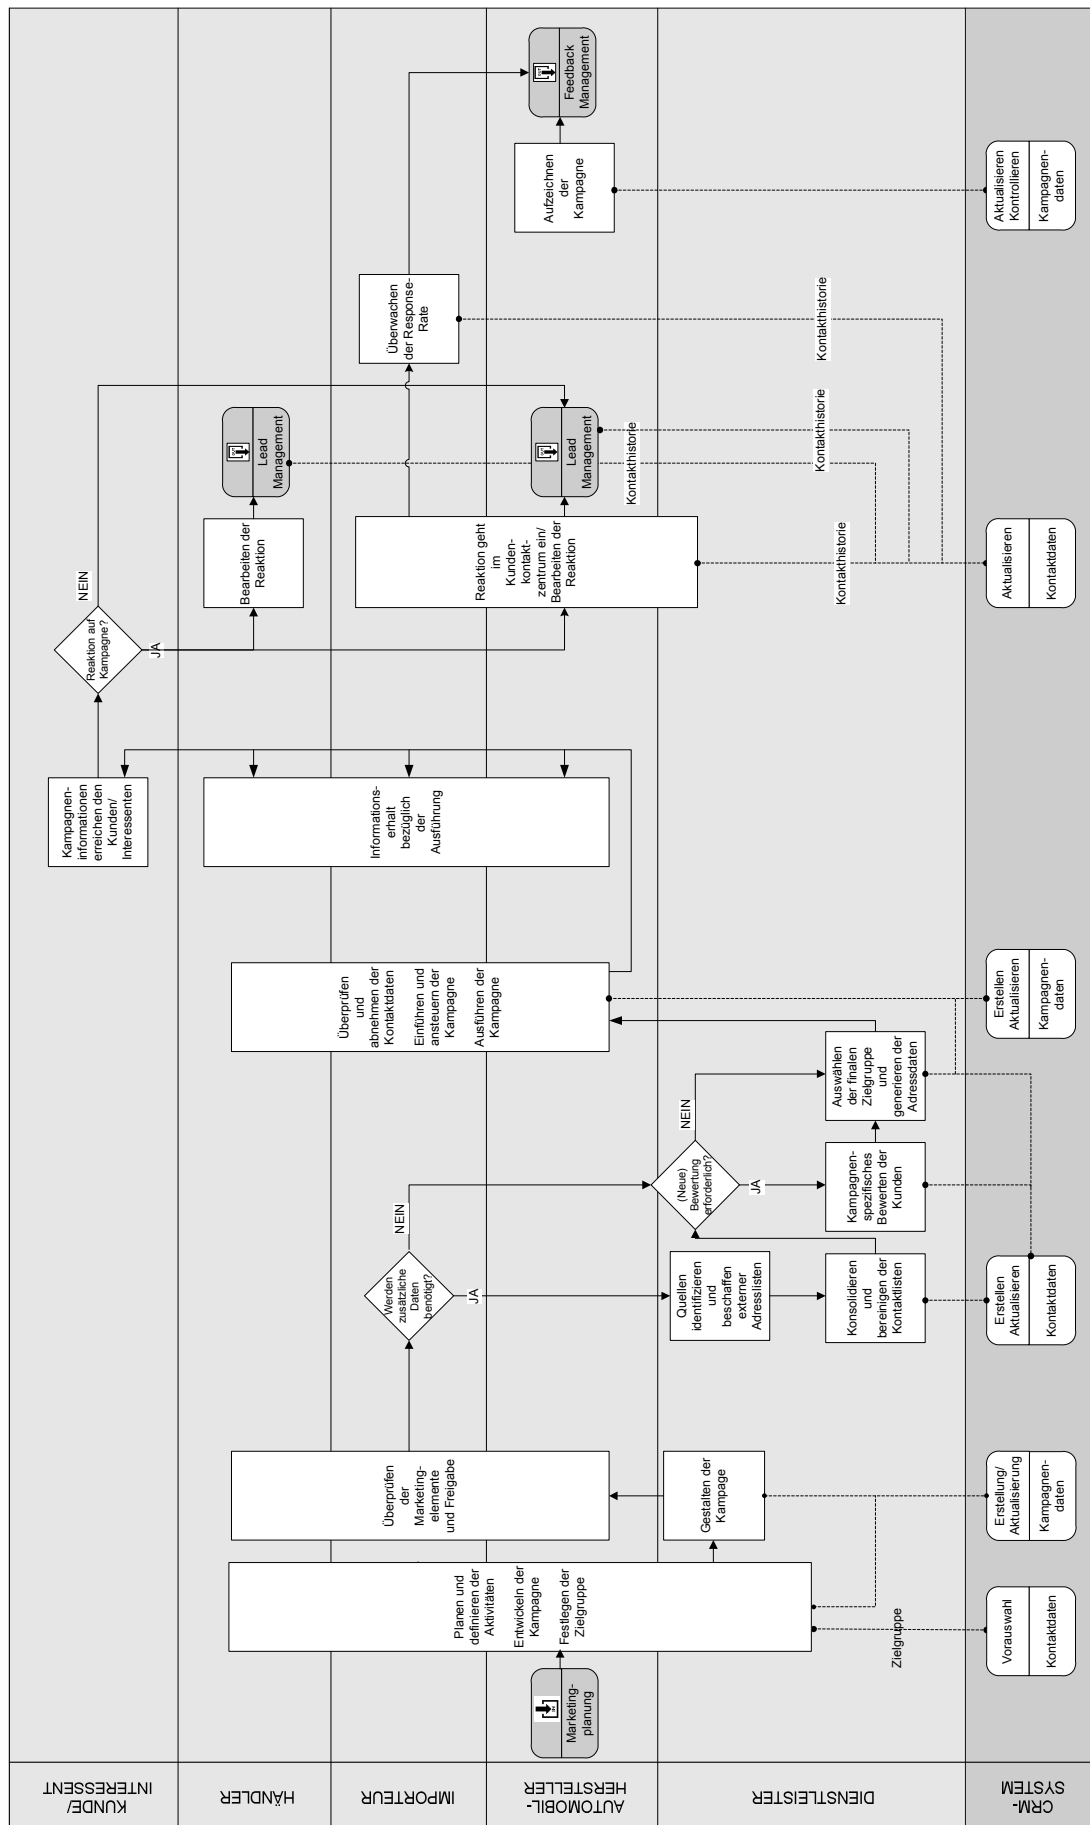 KUNDE/
INTERESSENT
HÄNDLER
IMPORTEUR
AUTOMOBIL-
HERSTELLER
DIENSTLEISTER
CRM-
SYSTEM
Marketing-
planung
Planen und
definieren der
Aktivitäten
Entwickeln der
Kampagne
Festlegen der
Zielgruppe
Zielgruppe
Vorauswahl
Kontaktdaten
Überprüfen
der
Marketing-
elemente
und Freigabe
Gestalten der
Kampage
Erstellung/
Aktualisierung
Kampagnen-
daten
Werden
zusätzliche
Daten
benötigt?
NEIN
JA
Quellen
identifizieren
und
beschaffen
externer
Adresslisten
Konsolidieren
und
bereinigen der
Kontaktlisten
Erstellen
Aktualisieren
Kontaktdaten
(Neue)
Bewertung
erforderlich?
NEIN
JA
Kampagnen-
spezifisches
Bewerten der
Kunden
Auswählen
der finalen
Zielgruppe
und
generieren der
Adressdaten
Überprüfen
und
abnehmen der
Kontaktdaten
Einführen und
ansteuern der
Kampagne
Ausführen der
Kampagne
Erstellen
Aktualisieren
Kampagnen-
daten
Kampagnen-
informationen
erreichen den
Kunden/
Interessenten
Informations-
erhalt
bezüglich
der
Ausführung
Reaktion auf
Kampagne?
NEIN
JA
Bearbeiten der
Reaktion
Lead
Management
Reaktion geht
im
Kunden-
kontakt-
zentrum ein/
Bearbeiten der
Reaktion
Lead
Management
Kontakthistorie
Kontakthistorie
Kontakthistorie
Kontakthistorie
Aktualisieren
Kontaktdaten
Überwachen
der Response-
Rate
Aufzeichnen
der
Kampagne
Feedback
Management
Aktualisieren
Kontrollieren
Kampagnen-
daten